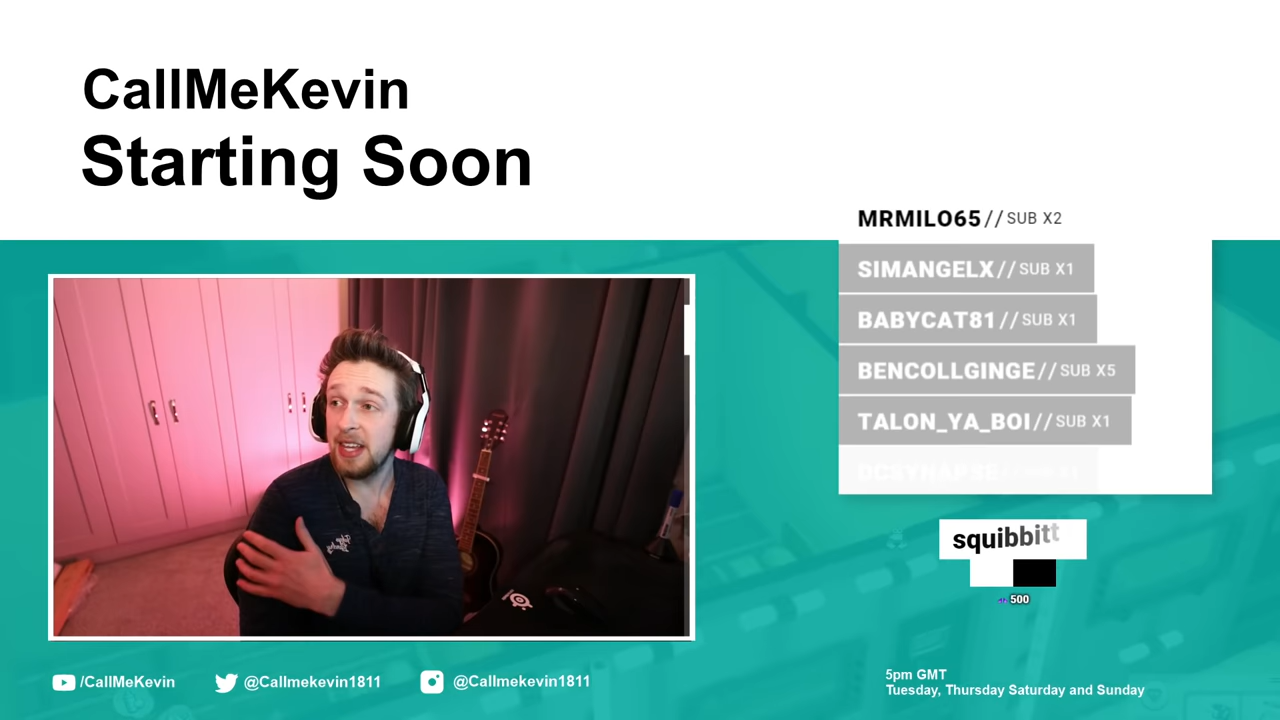 CallMeKevin
Starting Soon
MRMILO65// SUB X2
SIMANGELX// SUB X1
BABYCAT81// SUB X1
BENCOLLGINGE// SUB X5
TALON_YA_BOI// SUB X1
DCSYNAPSE
squibbitt
500
/CallMeKevin
@Callmekevin1811
@Callmekevin1811
5pm GMT
Tuesday, Thursday Saturday and Sunday